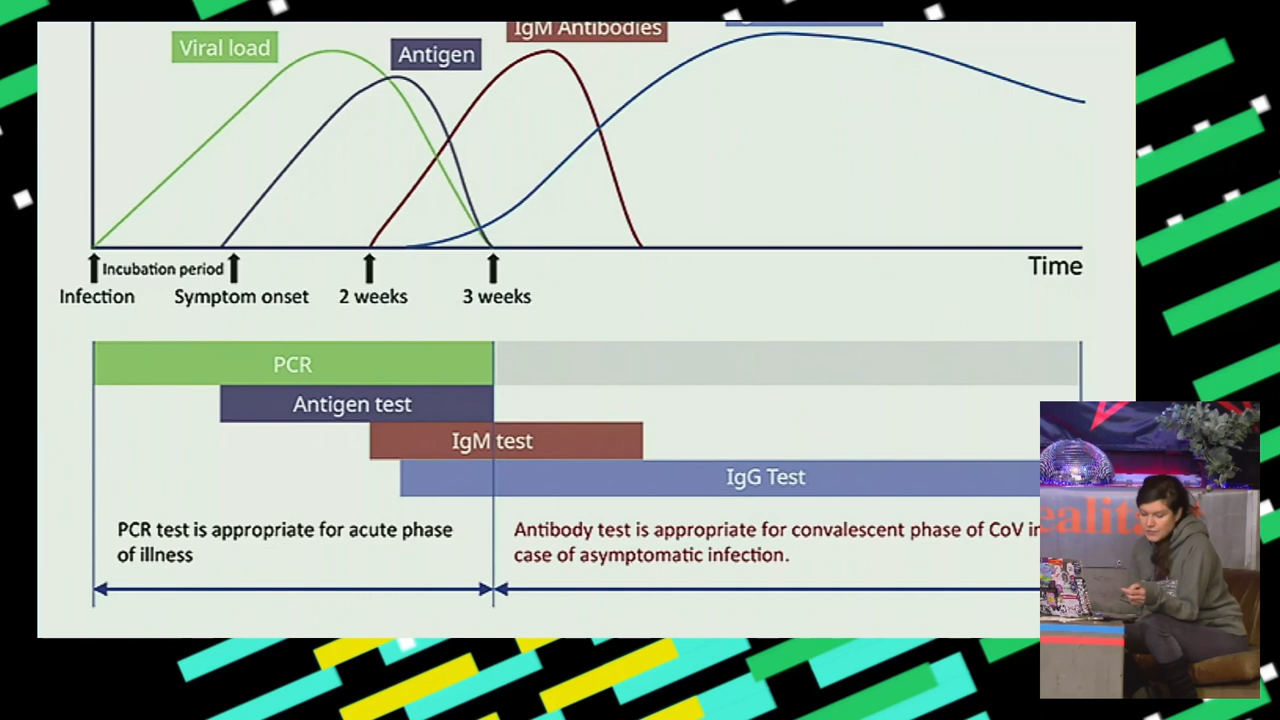 IgM Antibodies
Viral load
Antigen
Incubation period
Time
Infection
Symptom onset
2 weeks
3 weeks
PCR
Antigen test
IgM test
IgG Test
PCR test is appropriate for acute phase
of illness
Antibody test is appropriate for convalescent phase of CoV
case of asymptomatic infection.
ealit